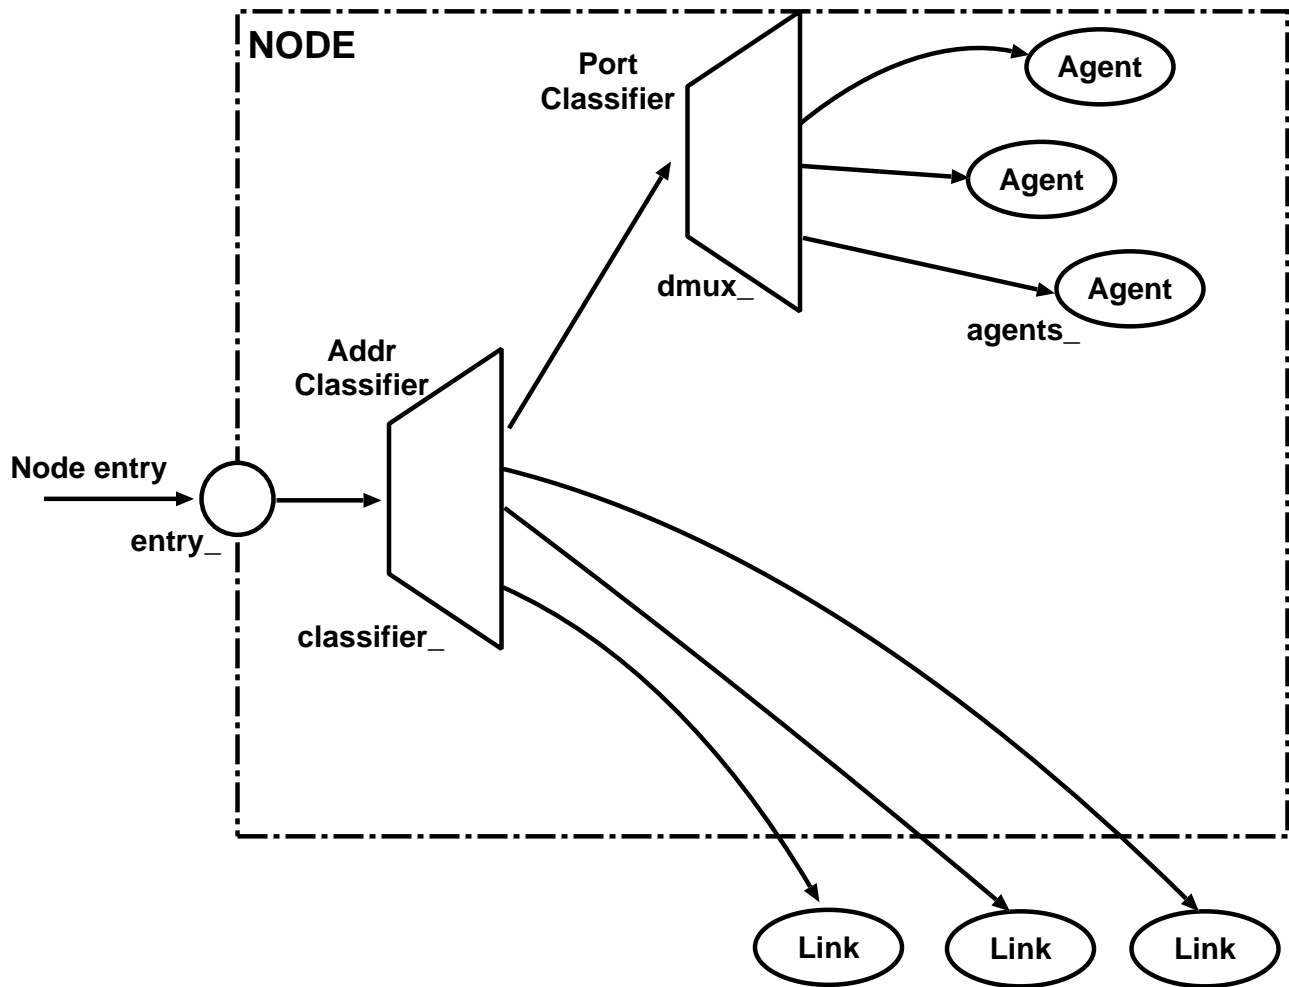 NODE
Port
Classifier
Agent
Agent
Agent
dmux_
agents_
Addr
Classifier
Node entry
entry_
classifier_
Link
Link
Link